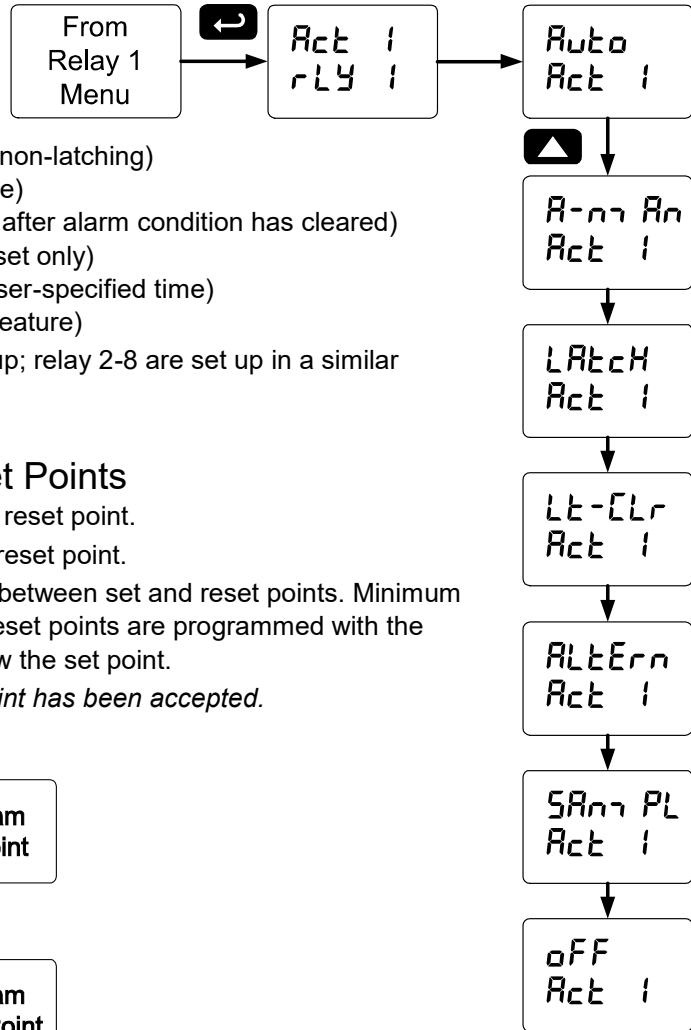 From
Relay 1
Menu
Act 1
rLY 1
Auto
Act 1
non-latching)
e)
after alarm condition has cleared)
set only)
ser-specified time)
eature)
up; relay 2-8 are set up in a similar
A-mAn
Act 1
LAtcH
Act 1
et Points
reset point.
reset point.
between set and reset points. Minimum
eset points are programmed with the
w the set point.
int has been accepted.
Lt-CLr
Act 1
ALtErn
Act 1
am
oint
SAmPL
Act 1
am
Point
oFF
Act 1